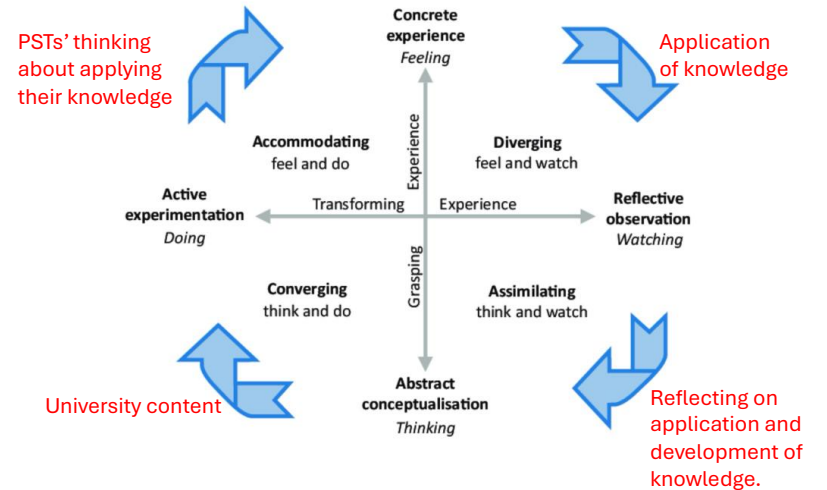 Concrete
experience
Feeling
PSTs' thinking
about applying
their knowledge
Application
of knowledge
Accommodating
feel and do
Experience
Diverging
feel and watch
Active
experimentation
Doing
Transforming
Experience
Reflective
observation
Watching
Grasping
Converging
think and do
Assimilating
think and watch
University content
Abstract
conceptualisation
Thinking
Reflecting on
application and
development of
knowledge.